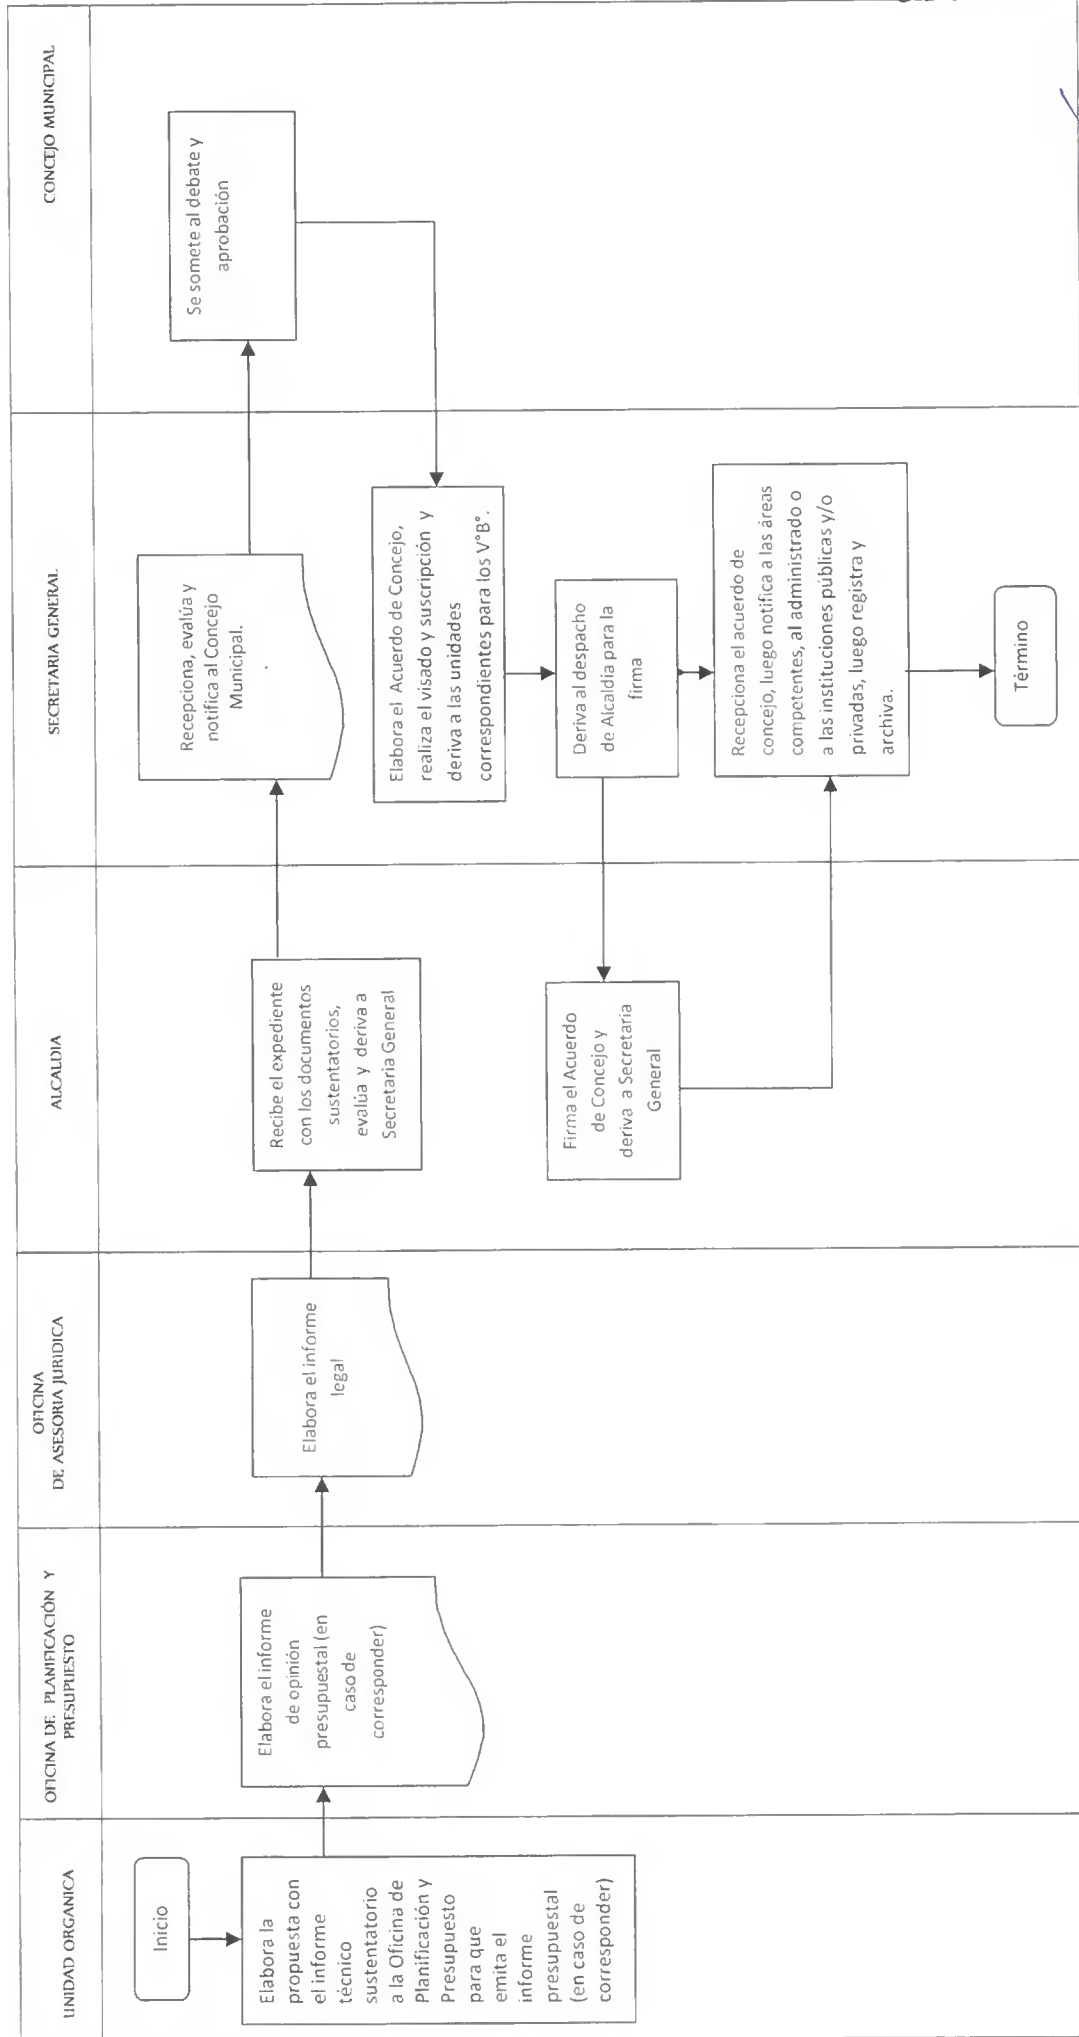 UNIDAD ORGANICA
OFICINA DE PLANIFICACIÓN Y
PRESUPUESTO
OFICINA
DE ASESORIA JURIDICA
ALCALDIA
SECRETARIA GENERAL
CONCEJO MUNICIPAL
Inicio
Elabora la
propuesta con
el informe
técnico
sustentatorio
a la Oficina de
Planificación y
Presupuesto
para que
emita el
informe
presupuestal
(en caso de
corresponder)
Elabora el informe
de opinión
presupuestal (en
caso de
corresponder)
Elabora el informe
legal
Recibe el expediente
con los documentos
sustentatorios,
evalúa y deriva a
Secretaria General
Recepciona, evalúa y
notifica al Concejo
Municipal.
Se somete al debate y
aprobación
Elabora el Acuerdo de Concejo,
realiza el visado y suscripción y
deriva a las unidades
correspondientes para los V°B°.
Deriva al despacho
de Alcaldía para la
firma
Firma el Acuerdo
de Concejo y
deriva a Secretaria
General
Recepciona el acuerdo de
concejo, luego notifica a las áreas
competentes, al administrado o
a las instituciones públicas y/o
privadas, luego registra y
archiva.
Término